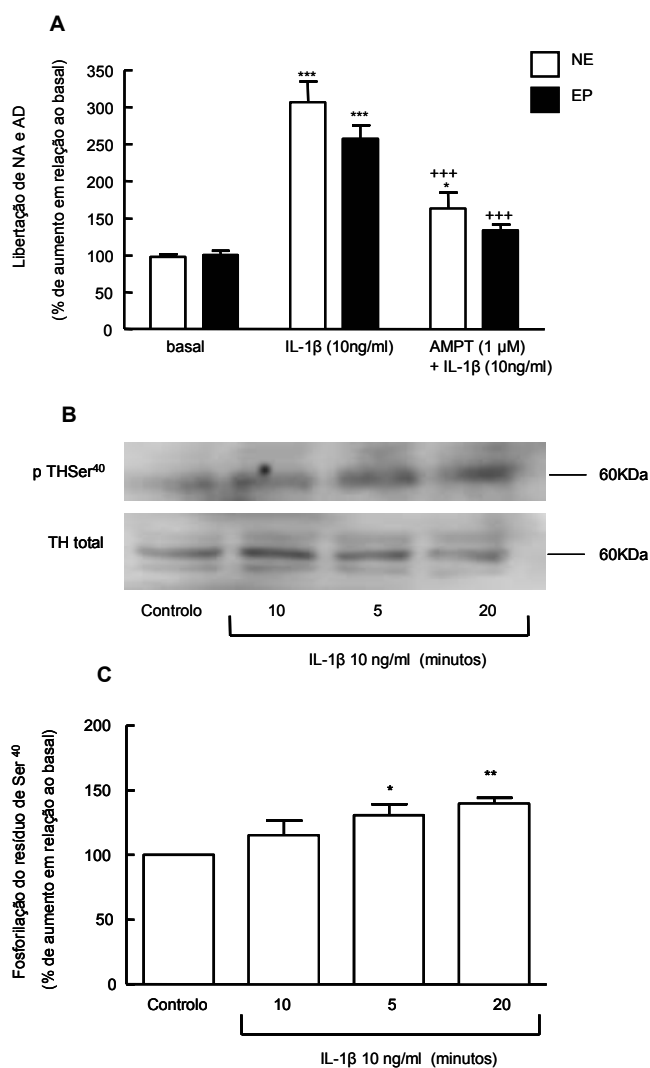 A
NE
EP
Libertação de NA e AD
(% de aumento em relação ao basal)
350
300
250
200
150
100
50
0
***
***
+++
*
+++
basal
IL-1β (10ng/ml)
AMPT (1 µM)
+ IL-1β (10ng/ml)
B
p THSer⁴⁰
60KDa
TH total
60KDa
Controlo 10 5 20
IL-1β 10 ng/ml (minutos)
C
Fosforilação do resíduo de Ser ⁴⁰
(% de aumento em relação ao basal)
200
150
100
50
0
*
**
Controlo 10 5 20
IL-1β 10 ng/ml (minutos)